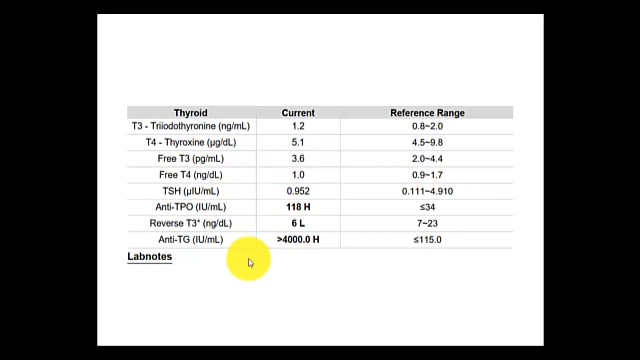 Thyroid Current Reference Range
T3 - Triiodothyronine (ng/mL) 1.2 0.8~2.0
T4 - Thyroxine (µg/dL) 5.1 4.5~9.8
Free T3 (pg/mL) 3.6 2.0~4.4
Free T4 (ng/dL) 1.0 0.9~1.7
TSH (µIU/mL) 0.952 0.111~4.910
Anti-TPO (IU/mL) 118 H ≤34
Reverse T3* (ng/dL) 6 L 7~23
Anti-TG (IU/mL) >4000.0 H ≤115.0
Labnotes